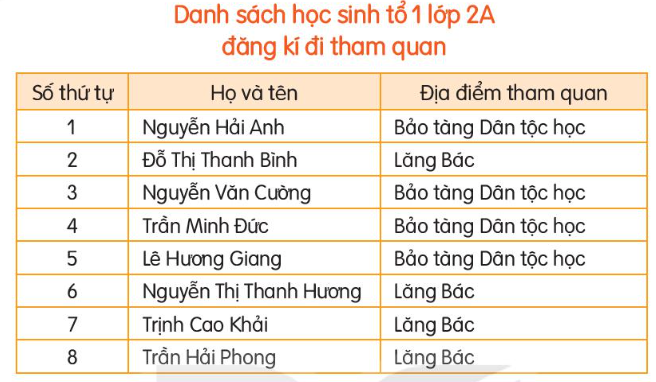 Danh sách học sinh tổ 1 lớp 2A
đăng kí đi tham quan
Số thứ tự Họ và tên Địa điểm tham quan
1 Nguyễn Hải Anh Bảo tàng Dân tộc học
2 Đỗ Thị Thanh Bình Lăng Bác
3 Nguyễn Văn Cường Bảo tàng Dân tộc học
4 Trần Minh Đức Bảo tàng Dân tộc học
5 Lê Hương Giang Bảo tàng Dân tộc học
6 Nguyễn Thị Thanh Hương Lăng Bác
7 Trịnh Cao Khải Lăng Bác
8 Trần Hải Phong Lăng Bác